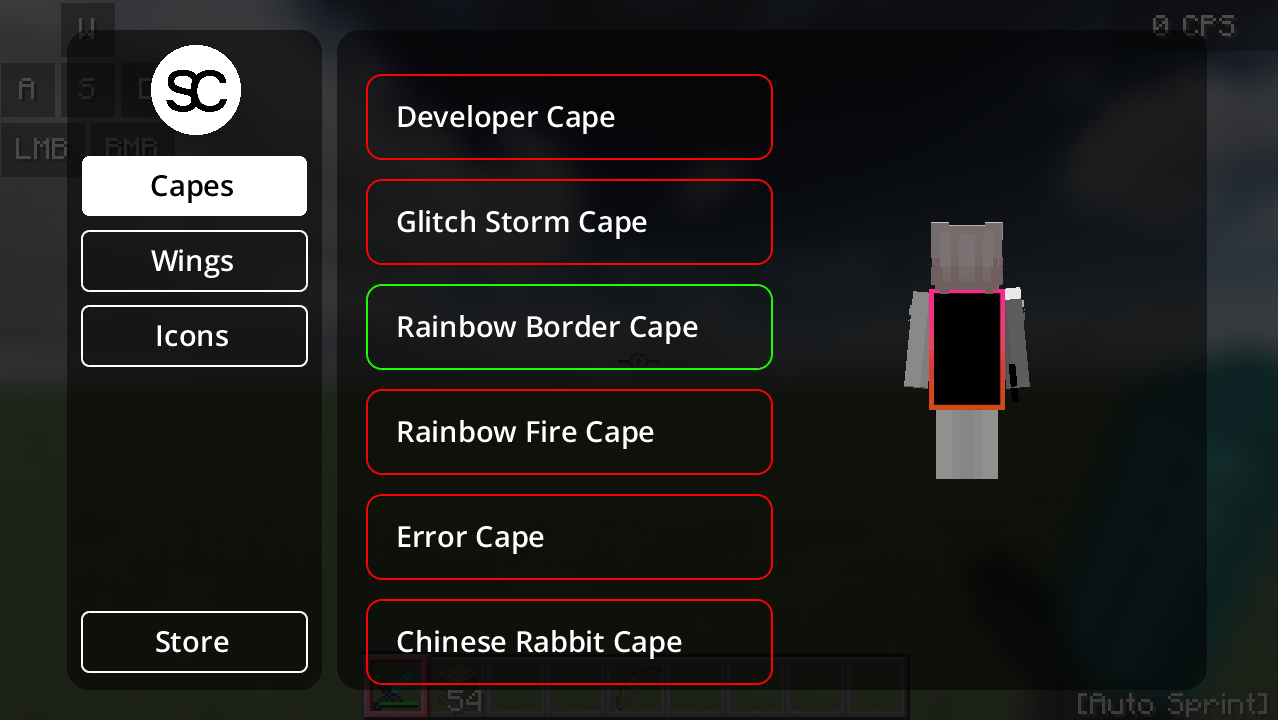 W
0 CPS
A
S
D
LMB
RMB
SC
Capes
Wings
Icons
Store
Developer Cape
Glitch Storm Cape
Rainbow Border Cape
Rainbow Fire Cape
Error Cape
Chinese Rabbit Cape
54
[Auto Sprint]